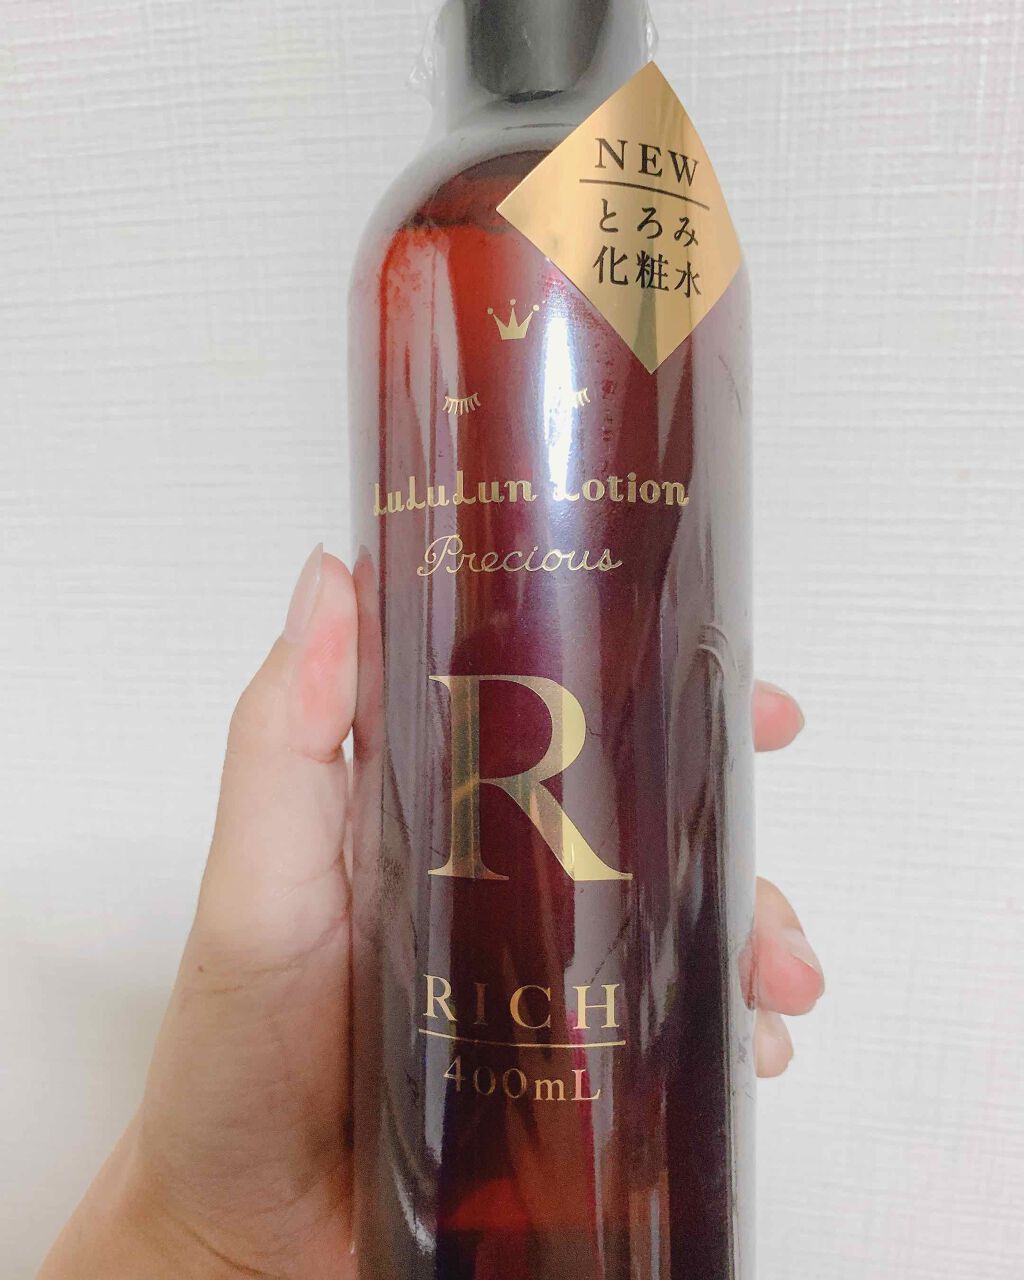 NEW
とろみ
化粧水
LuLuLun Lotion
Precious
R
RICH
400mL